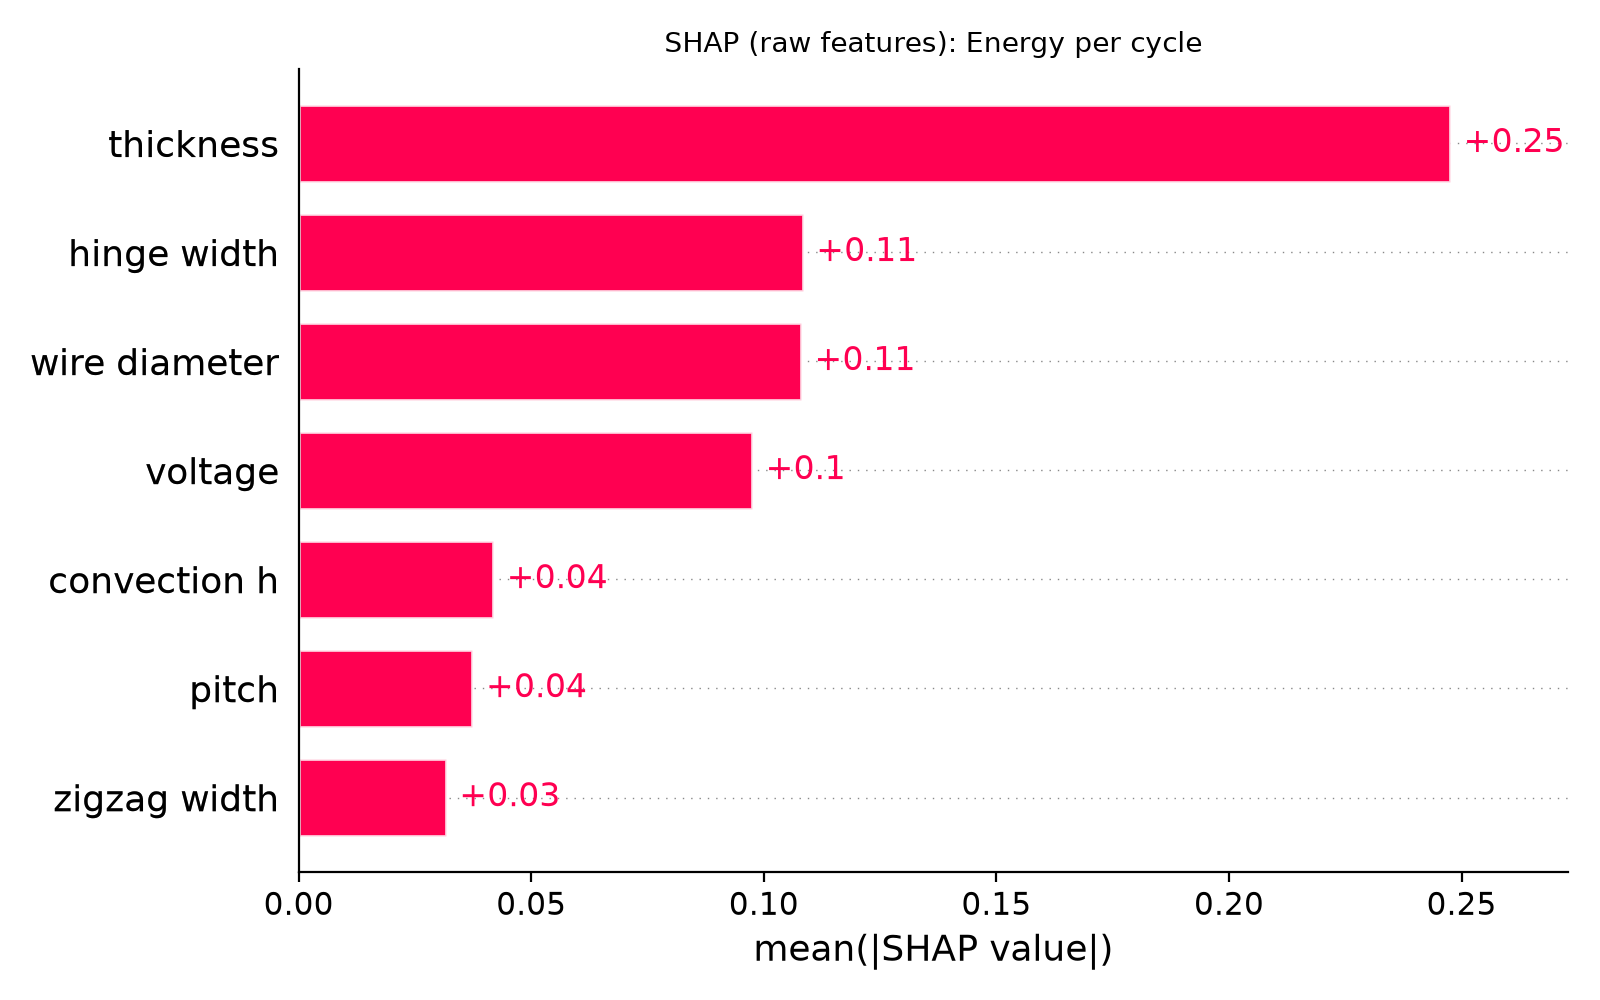 SHAP (raw features): Energy per cycle
thickness +0.25
hinge width +0.11
wire diameter +0.11
voltage +0.1
convection h +0.04
pitch +0.04
zigzag width +0.03
0.00 0.05 0.10 0.15 0.20 0.25
mean(|SHAP value|)